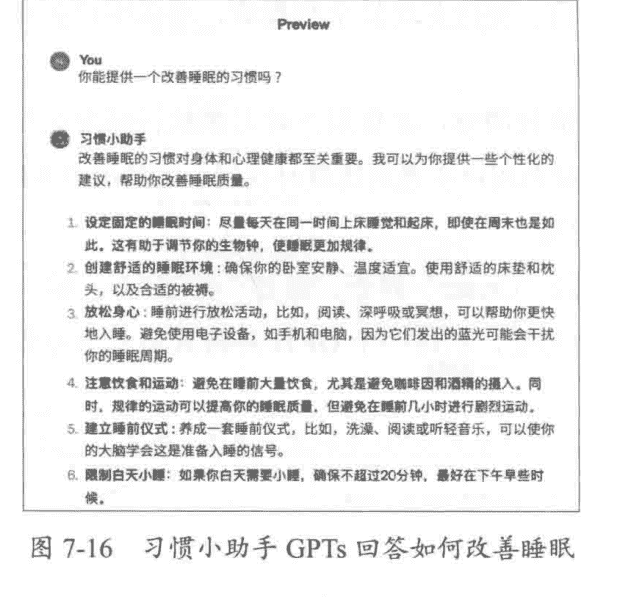 Preview
You
你能提供一个改善睡眠的习惯吗？
习惯小助手
改善睡眠的习惯对身体和心理健康都至关重要。我可以为你提供一些个性化的
建议，帮助你改善睡眠质量。
1. 设定固定的睡眠时间：尽量每天在同一时间上床睡觉和起床，即使在周末也是如
此。这有助于调节你的生物钟，使睡眠更加规律。
2. 创建舒适的睡眠环境：确保你的卧室安静、温度适宜。使用舒适的床垫和枕
头，以及合适的被褥。
3. 放松身心：睡前进行放松活动，比如，阅读、深呼吸或冥想，可以帮助你更快
地入睡。避免使用电子设备，如手机和电脑，因为它们发出的蓝光可能会干扰
你的睡眠周期。
4. 注意饮食和运动：避免在睡前大量饮食，尤其是避免咖啡因和酒精的摄入。同
时，规律的运动可以提高你的睡眠质量，但避免在睡前几小时进行剧烈运动。
5. 建立睡前仪式：养成一套睡前仪式，比如，洗澡、阅读或听轻音乐，可以使你
的大脑学会这是准备入睡的信号。
6. 限制白天小睡：如果你白天需要小睡，确保不超过20分钟，最好在下午早些时
候。
图 7-16 习惯小助手 GPTs 回答如何改善睡眠